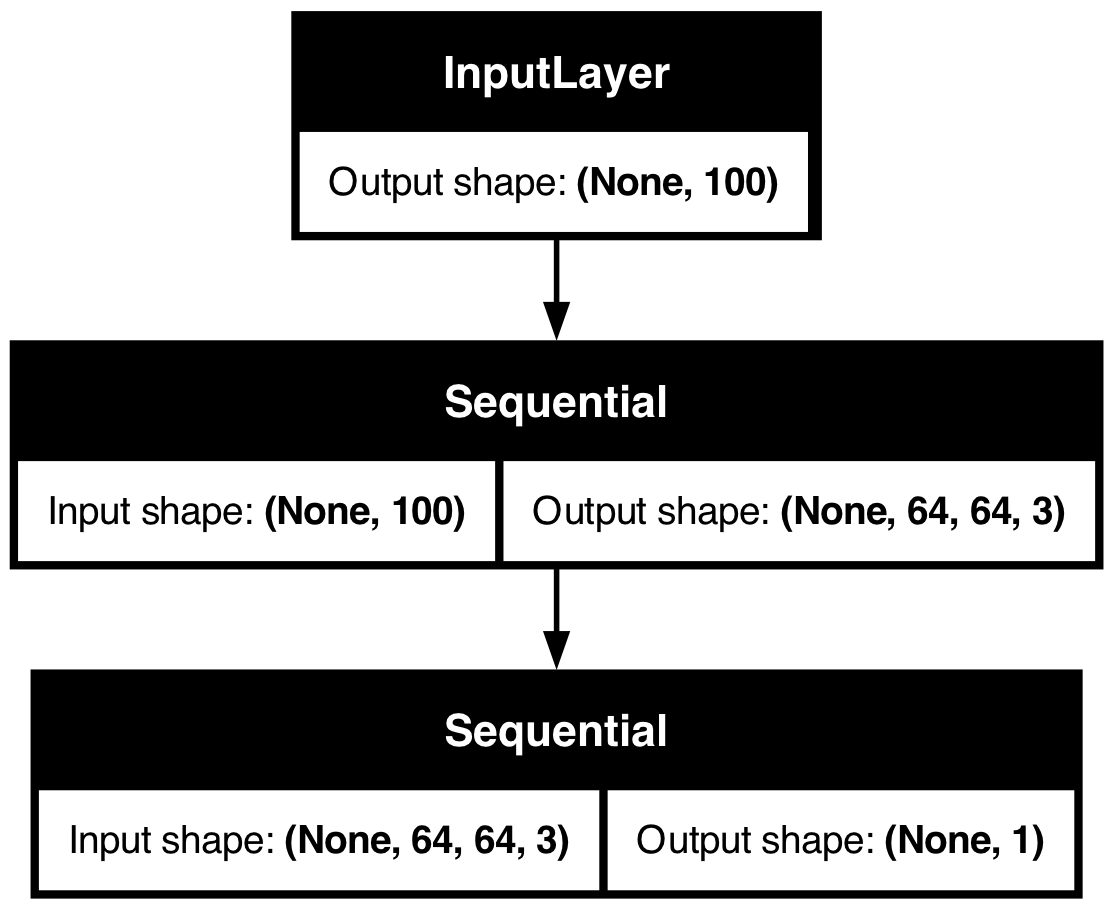 InputLayer
Output shape: (None, 100)
Sequential
Input shape: (None, 100)
Output shape: (None, 64, 64, 3)
Sequential
Input shape: (None, 64, 64, 3)
Output shape: (None, 1)